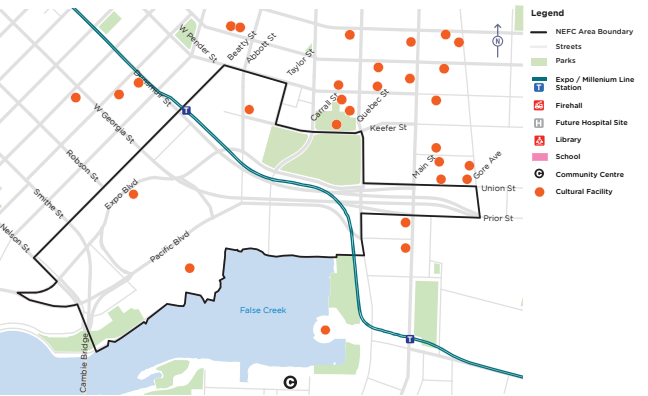 W Pender St
Beatty St
Abbott St
Taylor St
Dunsmuir St
W Georgia St
Robson St
Smithe St
Nelson St
Expo Blvd
Pacific Blvd
Carrall St
Quebec St
Keefer St
Main St
Gore Ave
Union St
Prior St
False Creek
Cambie Bridge
T
T
C
N
Legend
NEFC Area Boundary
Streets
Parks
Expo / Millenium Line
T Station
Firehall
H Future Hospital Site
Library
School
C Community Centre
Cultural Facility